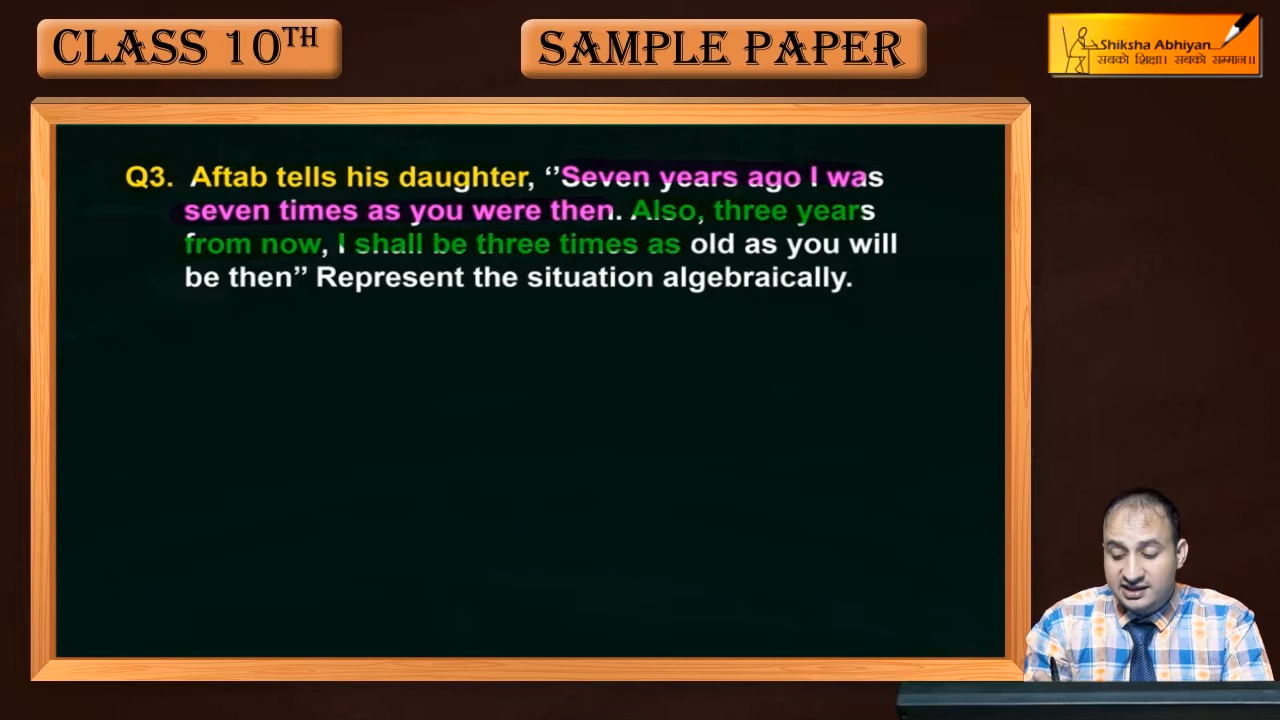 CLASS 10TH
SAMPLE PAPER
Shiksha Abhiyan
सबको शिक्षा। सबको सम्मान॥
Q3. Aftab tells his daughter, ‘’Seven years ago I was
seven times as you were then. Also, three years
from now, I shall be three times as old as you will
be then’’ Represent the situation algebraically.